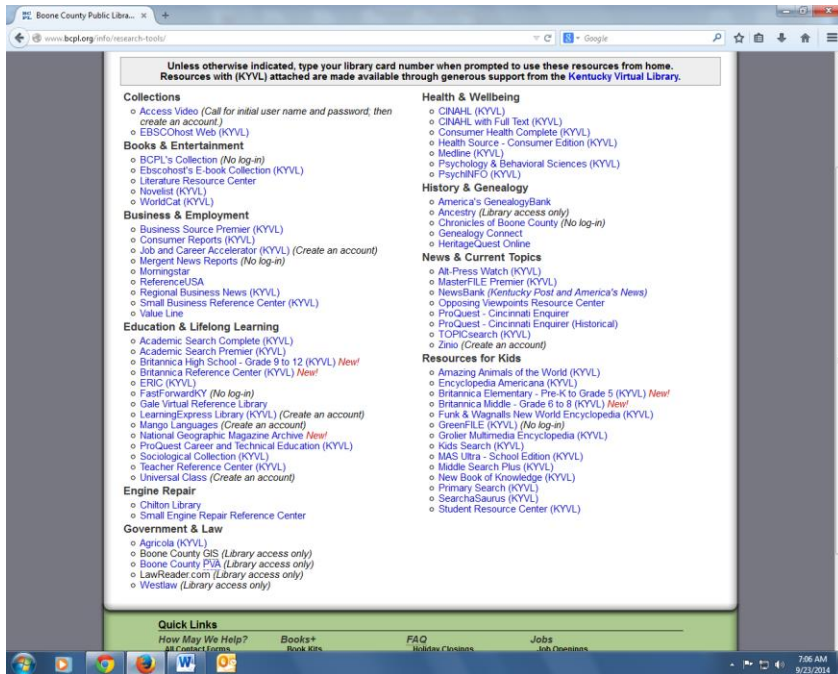 Boone County Public Libra...
www.bcpl.org/info/research-tools/
Google
Unless otherwise indicated, type your library card number when prompted to use these resources from home.
Resources with (KYVL) attached are made available through generous support from the Kentucky Virtual Library.
Collections
Access Video (Call for initial user name and password; then
create an account.)
EBSCOhost Web (KYVL)
Books & Entertainment
BCPL's Collection (No log-in)
Ebscohost's E-book Collection (KYVL)
Literature Resource Center
Novelist (KYVL)
WorldCat (KYVL)
Business & Employment
Business Source Premier (KYVL)
Consumer Reports (KYVL)
Job and Career Accelerator (KYVL) (Create an account)
Mergent News Reports (No log-in)
Morningstar
ReferenceUSA
Regional Business News (KYVL)
Small Business Reference Center (KYVL)
Value Line
Education & Lifelong Learning
Academic Search Complete (KYVL)
Academic Search Premier (KYVL)
Britannica High School - Grade 9 to 12 (KYVL) New!
Britannica Reference Center (KYVL) New!
ERIC (KYVL)
FastForwardKY (No log-in)
Gale Virtual Reference Library
LearningExpress Library (KYVL) (Create an account)
Mango Languages (Create an account)
National Geographic Magazine Archive New!
ProQuest Career and Technical Education (KYVL)
Sociological Collection (KYVL)
Teacher Reference Center (KYVL)
Universal Class (Create an account)
Engine Repair
Chilton Library
Small Engine Repair Reference Center
Government & Law
Agricola (KYVL)
Boone County GIS (Library access only)
Boone County PVA (Library access only)
LawReader.com (Library access only)
Westlaw (Library access only)
Health & Wellbeing
CINAHL (KYVL)
CINAHL with Full Text (KYVL)
Consumer Health Complete (KYVL)
Health Source - Consumer Edition (KYVL)
Medline (KYVL)
Psychology & Behavioral Sciences (KYVL)
PsychINFO (KYVL)
History & Genealogy
America's GenealogyBank
Ancestry (Library access only)
Chronicles of Boone County (No log-in)
Genealogy Connect
HeritageQuest Online
News & Current Topics
Alt-Press Watch (KYVL)
MasterFILE Premier (KYVL)
NewsBank (Kentucky Post and America's News)
Opposing Viewpoints Resource Center
ProQuest - Cincinnati Enquirer
ProQuest - Cincinnati Enquirer (Historical)
TOPICsearch (KYVL)
Zinio (Create an account)
Resources for Kids
Amazing Animals of the World (KYVL)
Encyclopedia Americana (KYVL)
Britannica Elementary - Pre-K to Grade 5 (KYVL) New!
Britannica Middle - Grade 6 to 8 (KYVL) New!
Funk & Wagnalls New World Encyclopedia (KYVL)
GreenFILE (KYVL) (No log-in)
Grolier Multimedia Encyclopedia (KYVL)
Kids Search (KYVL)
MAS Ultra - School Edition (KYVL)
Middle Search Plus (KYVL)
New Book of Knowledge (KYVL)
Primary Search (KYVL)
SearchaSaurus (KYVL)
Student Resource Center (KYVL)
Quick Links
How May We Help? Books+ FAQ Jobs
All Contact Forms Book Kits Holiday Closings Job Openings
7:06 AM
9/23/2014